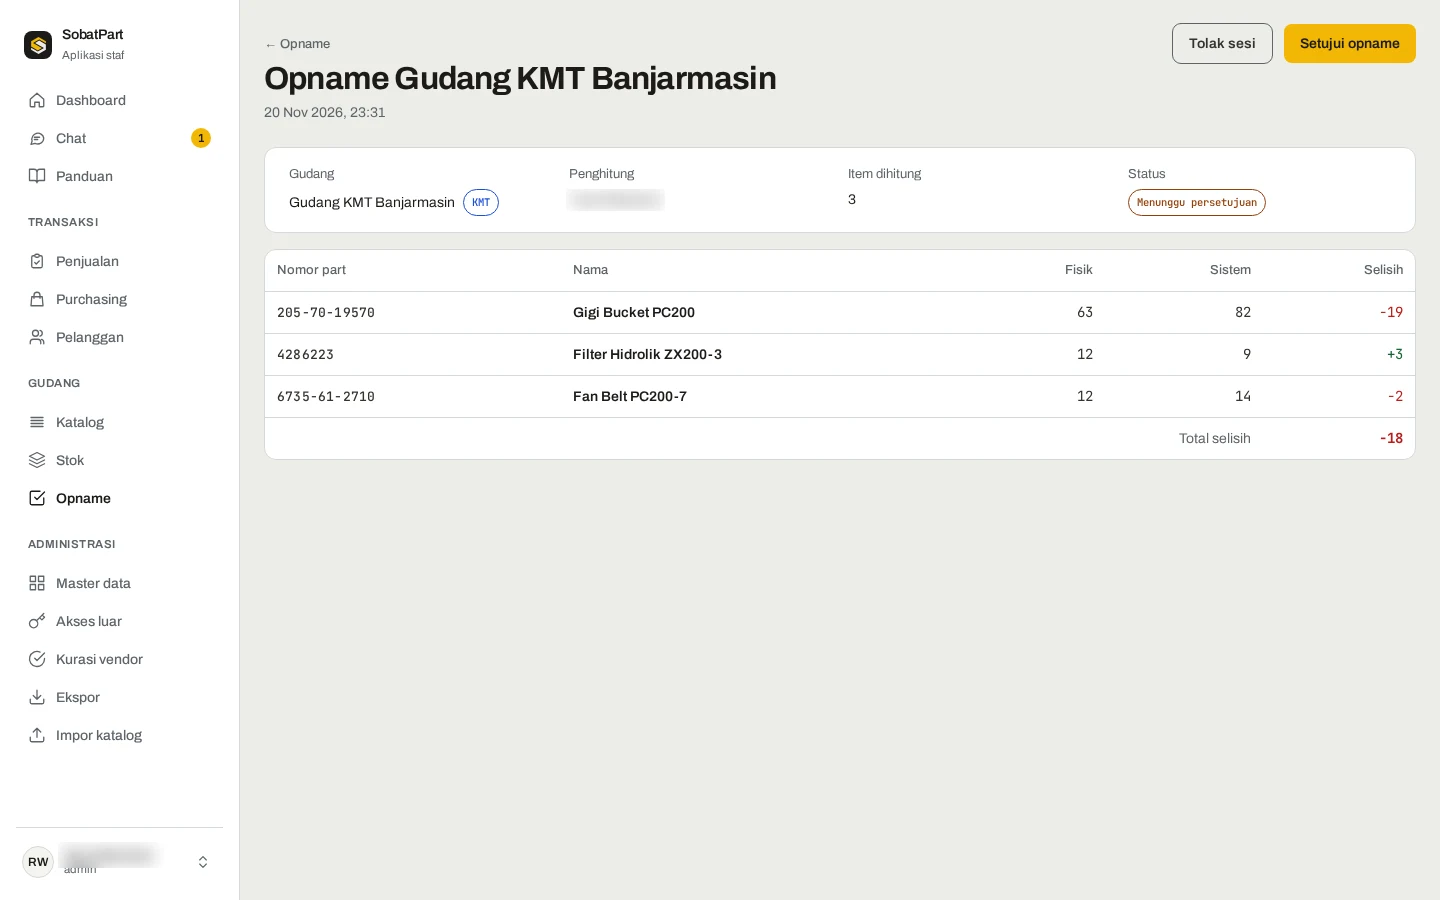 SobatPart
Aplikasi staf
Dashboard
Chat 1
Panduan
TRANSAKSI
Penjualan
Purchasing
Pelanggan
GUDANG
Katalog
Stok
Opname
ADMINISTRASI
Master data
Akses luar
Kurasi vendor
Ekspor
Impor katalog
RW
admin
← Opname
Tolak sesi Setujui opname
Opname Gudang KMT Banjarmasin
20 Nov 2026, 23:31
Gudang Penghitung Item dihitung Status
Gudang KMT Banjarmasin KMT 3 Menunggu persetujuan
Nomor part Nama Fisik Sistem Selisih
205-70-19570 Gigi Bucket PC200 63 82 -19
4286223 Filter Hidrolik ZX200-3 12 9 +3
6735-61-2710 Fan Belt PC200-7 12 14 -2
Total selisih -18